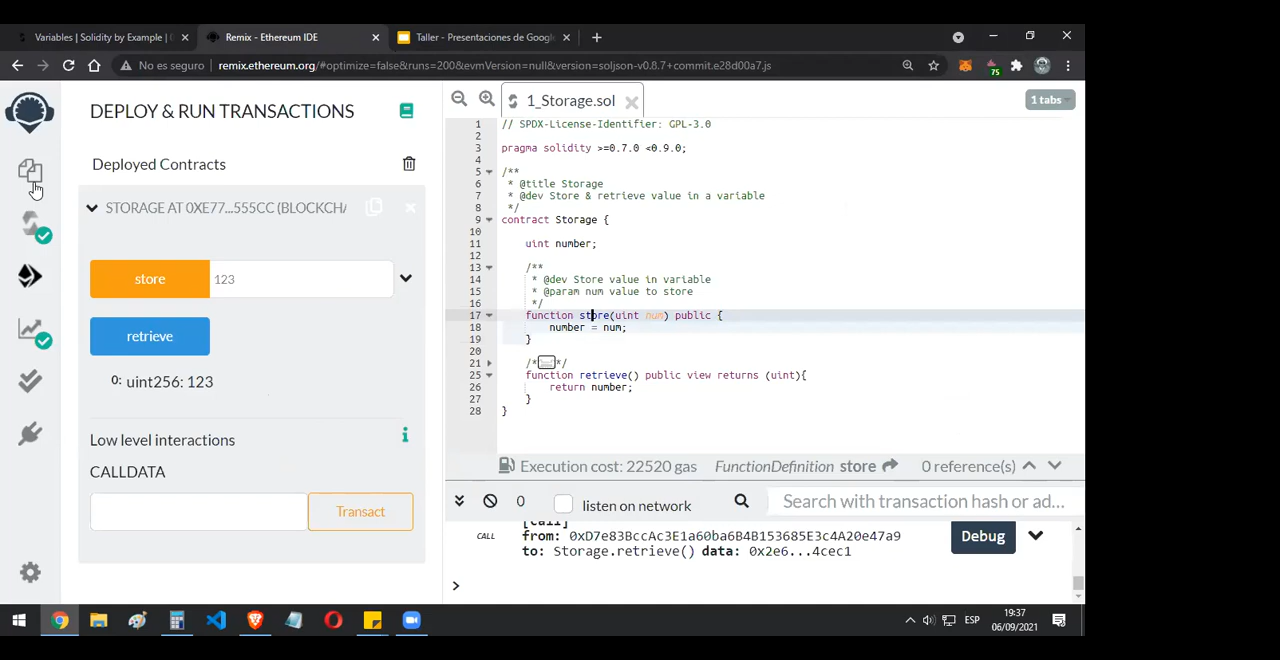 Variables | Solidity by Example |
Remix - Ethereum IDE
Taller - Presentaciones de Google
No es seguro | remix.ethereum.org/#optimize=false&runs=200&evmVersion=null&version=soljson-v0.8.7+commit.e28d00a7.js
75
DEPLOY & RUN TRANSACTIONS
Deployed Contracts
STORAGE AT 0XE77...555CC (BLOCKCHA
store 123
retrieve
0: uint256: 123
Low level interactions
CALLDATA
Transact
1_Storage.sol
1 tabs
1 // SPDX-License-Identifier: GPL-3.0
2
3 pragma solidity >=0.7.0 <0.9.0;
4
5 /**
6 * @title Storage
7 * @dev Store & retrieve value in a variable
8 */
9 contract Storage {
10
11 uint number;
12
13 /**
14 * @dev Store value in variable
15 * @param num value to store
16 */
17 function store(uint num) public {
18 number = num;
19 }
20
21 /* */
25 function retrieve() public view returns (uint){
26 return number;
27 }
28 }
Execution cost: 22520 gas FunctionDefinition store 0 reference(s)
0 listen on network Search with transaction hash or ad...
[call]
CALL from: 0xD7e83BccAc3E1a60ba6B4B153685E3c4A20e47a9
to: Storage.retrieve() data: 0x2e6...4cec1
Debug
>
ESP
19:37
06/09/2021